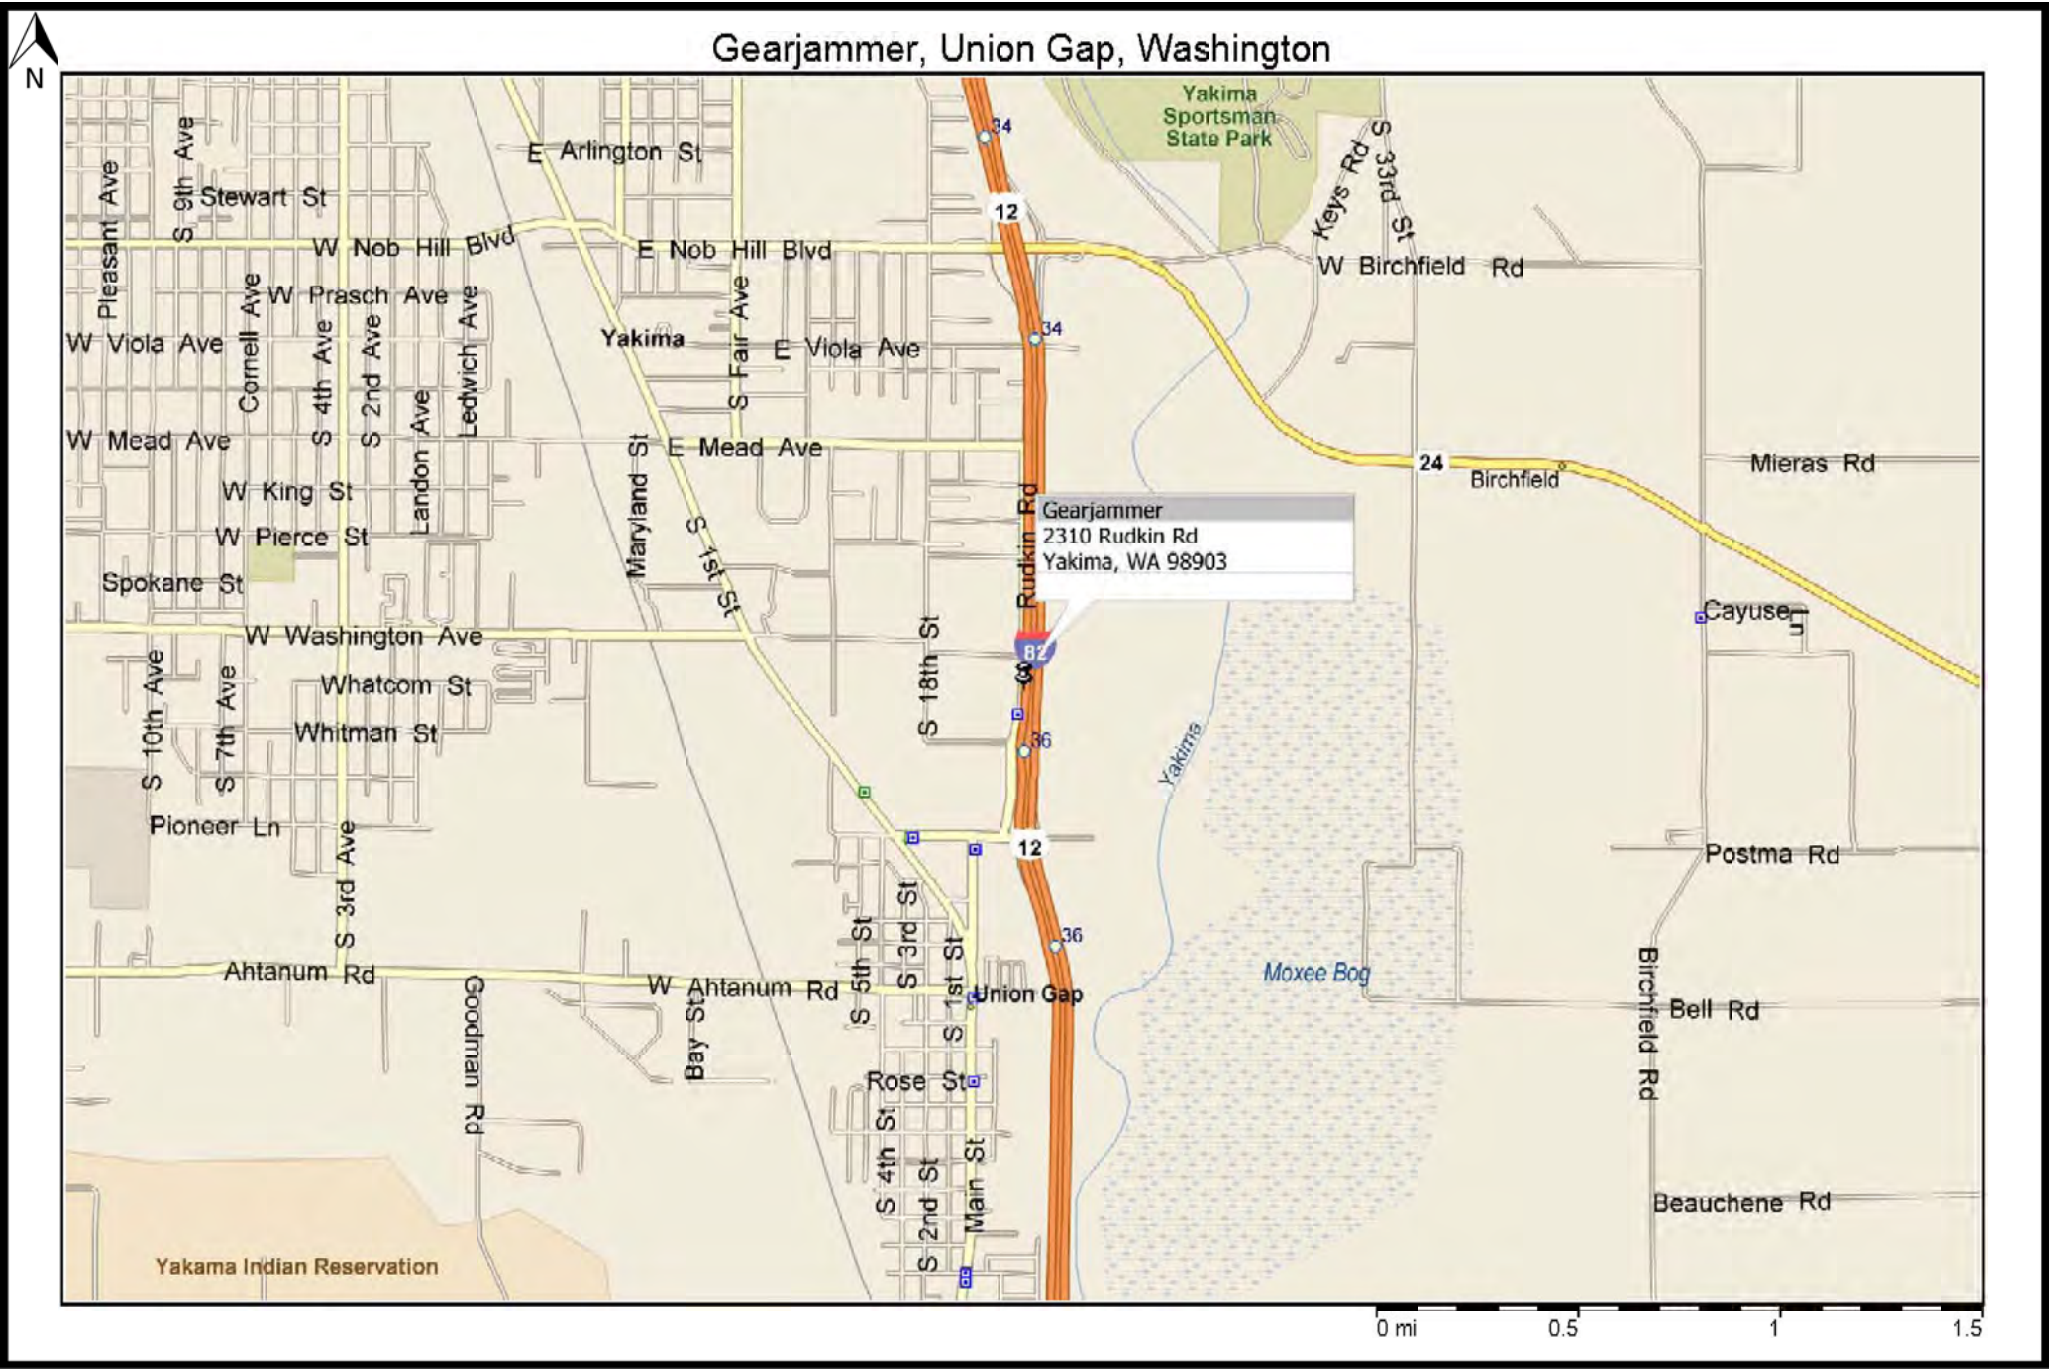 Gearjammer, Union Gap, Washington
N
Yakima
Sportsman
State Park
34
S 9th Ave
E Arlington St
Keys Rd
S 33rd St
Pleasant Ave
Stewart St
12
W Nob Hill Blvd
E Nob Hill Blvd
W Birchfield Rd
Cornell Ave
W Prasch Ave
Ledwich Ave
S Fair Ave
S 4th Ave
S 2nd Ave
34
W Viola Ave
Yakima
E Viola Ave
Landon Ave
W Mead Ave
Maryland St
E Mead Ave
24
Birchfield
Mieras Rd
W King St
Rudkin Rd
Gearjammer
2310 Rudkin Rd
Yakima, WA 98903
W Pierce St
S 1st St
Spokane St
Cayuse Ln
W Washington Ave
S 18th St
82
S 10th Ave
S 7th Ave
Whatcom St
Whitman St
36
Yakima
Pioneer Ln
12
Postma Rd
S 3rd Ave
S 3rd St
S 5th St
S 1st St
36
Ahtanum Rd
W Ahtanum Rd
Union Gap
Moxee Bog
Goodman Rd
Bay St
Birchfield Rd
Bell Rd
Rose St
S 4th St
S 2nd St
Main St
Beauchene Rd
Yakama Indian Reservation
0 mi 0.5 1 1.5